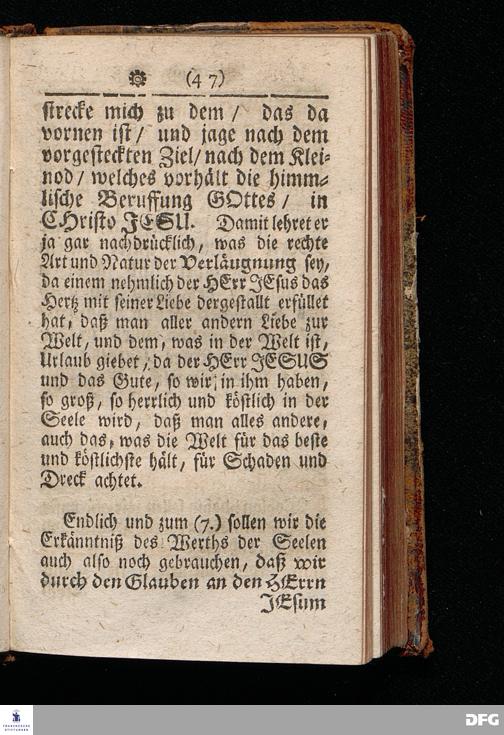 (47)
strecke mich zu dem / das da
vornen ist / und jage nach dem
vorgesteckten Ziel / nach dem Klei-
nod / welches vorhält die himm-
lische Beruffung GOttes / in
CHristo JESU. Damit lehret er
ja gar nachdrücklich, was die rechte
Art und Natur der Verläugnung sey,
da einem nehmlich der HErr JEsus das
Hertz mit seiner Liebe dergestallt erfüllet
hat, daß man aller andern Liebe zur
Welt, und dem, was in der Welt ist,
Urlaub giebet, da der HErr JESUS
und das Gute, so wir in ihm haben,
so groß, so herrlich und köstlich in der
Seele wird, daß man alles andere,
auch das, was die Welt für das beste
und köstlichste hält, für Schaden und
Dreck achtet.
Endlich und zum (7.) sollen wir die
Erkänntniß des Werths der Seelen
auch also noch gebrauchen, daß wir
durch den Glauben an den HErrn
JEsum
FRANCKESCHE
STIFTUNGEN
DFG